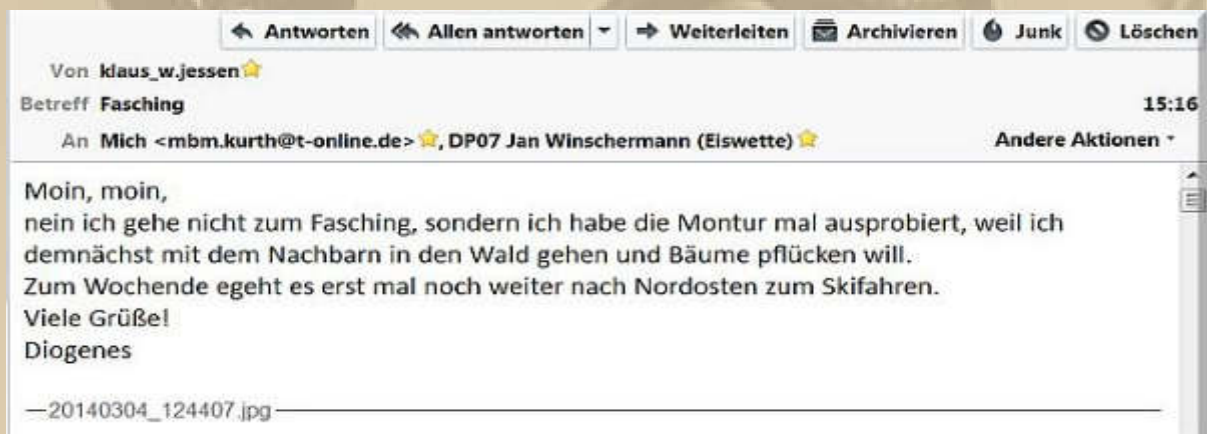 Antworten Allen antworten Weiterleiten Archivieren Junk Löschen
Von klaus_w.jessen
Betreff Fasching 15:16
An Mich <mbm.kurth@t-online.de>, DP07 Jan Winschermann (Eiswette) Andere Aktionen
Moin, moin,
nein ich gehe nicht zum Fasching, sondern ich habe die Montur mal ausprobiert, weil ich
demnächst mit dem Nachbarn in den Wald gehen und Bäume pflücken will.
Zum Wochende egeht es erst mal noch weiter nach Nordosten zum Skifahren.
Viele Grüße!
Diogenes
—20140304_124407.jpg—